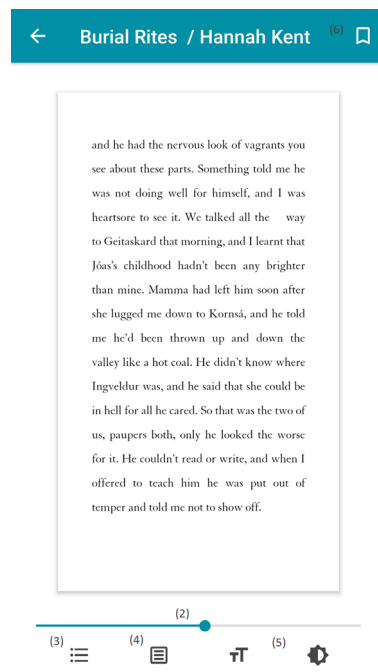 Burial Rites / Hannah Kent (6)
and he had the nervous look of vagrants you
see about these parts. Something told me he
was not doing well for himself, and I was
heartsore to see it. We talked all the way
to Geitaskard that morning, and I learnt that
Jóas's childhood hadn't been any brighter
than mine. Mamma had left him soon after
she lugged me down to Kornsá, and he told
me he'd been thrown up and down the
valley like a hot coal. He didn't know where
Ingveldur was, and he said that she could be
in hell for all he cared. So that was the two of
us, paupers both, only he looked the worse
for it. He couldn't read or write, and when I
offered to teach him he was put out of
temper and told me not to show off.
(2)
(3) (4) TT (5)